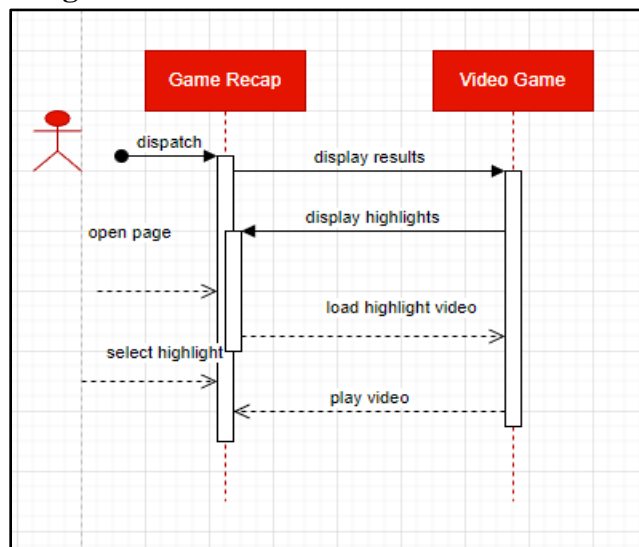 Game Recap
Video Game
dispatch
display results
display highlights
open page
load highlight video
select highlight
play video